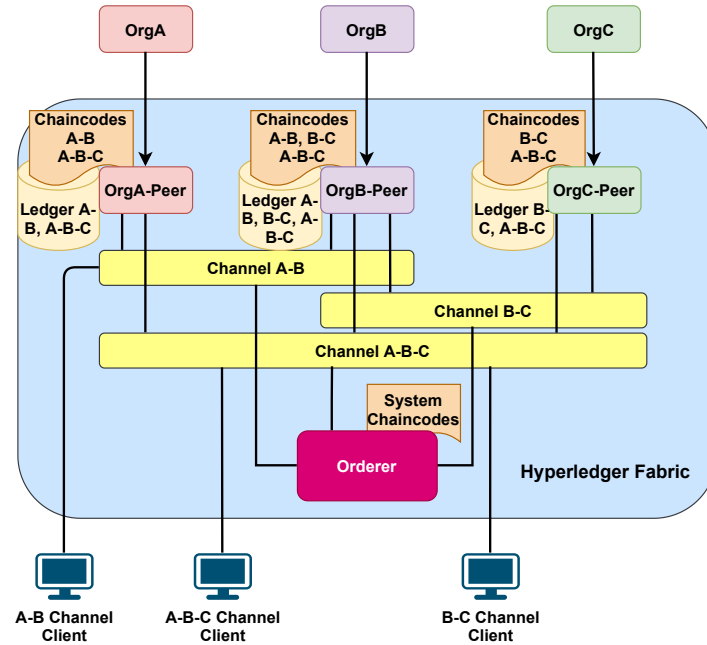 OrgA
OrgB
OrgC
Chaincodes
A-B
A-B-C
Chaincodes
A-B, B-C
A-B-C
Chaincodes
B-C
A-B-C
OrgA-Peer
OrgB-Peer
OrgC-Peer
Ledger A-
B, A-B-C
Ledger A-
B, B-C, A-
B-C
Ledger B-
C, A-B-C
Channel A-B
Channel B-C
Channel A-B-C
System
Chaincodes
Orderer
Hyperledger Fabric
A-B Channel
Client
A-B-C Channel
Client
B-C Channel
Client